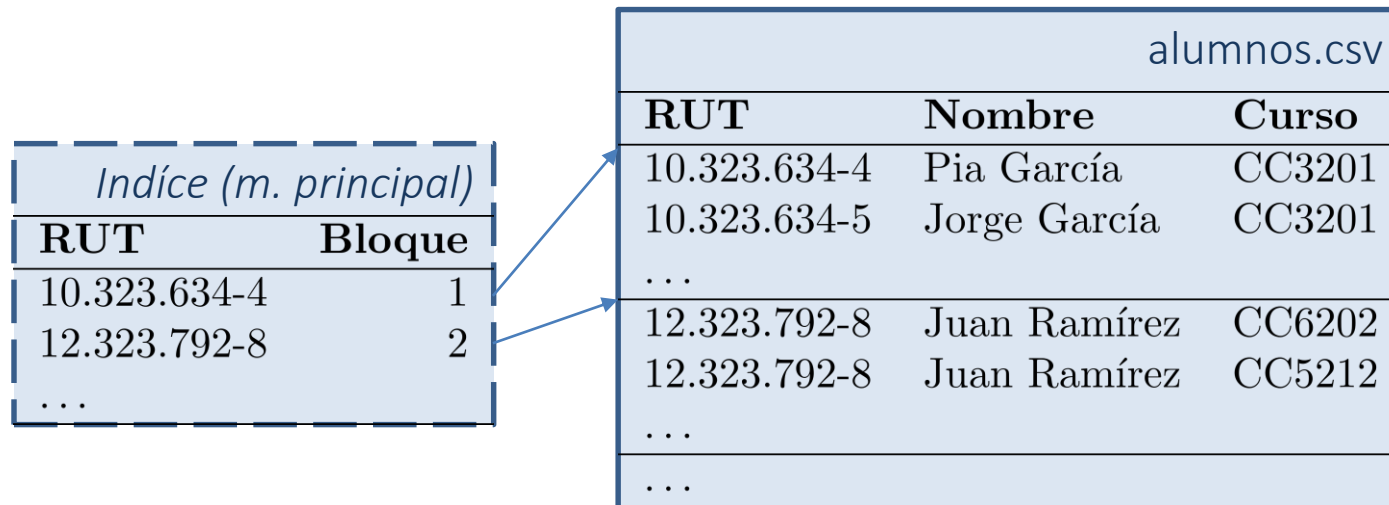 Indíce (m. principal)
RUT Bloque
10.323.634-4 1
12.323.792-8 2
...
alumnos.csv
RUT Nombre Curso
10.323.634-4 Pia García CC3201
10.323.634-5 Jorge García CC3201
...
12.323.792-8 Juan Ramírez CC6202
12.323.792-8 Juan Ramírez CC5212
...
...